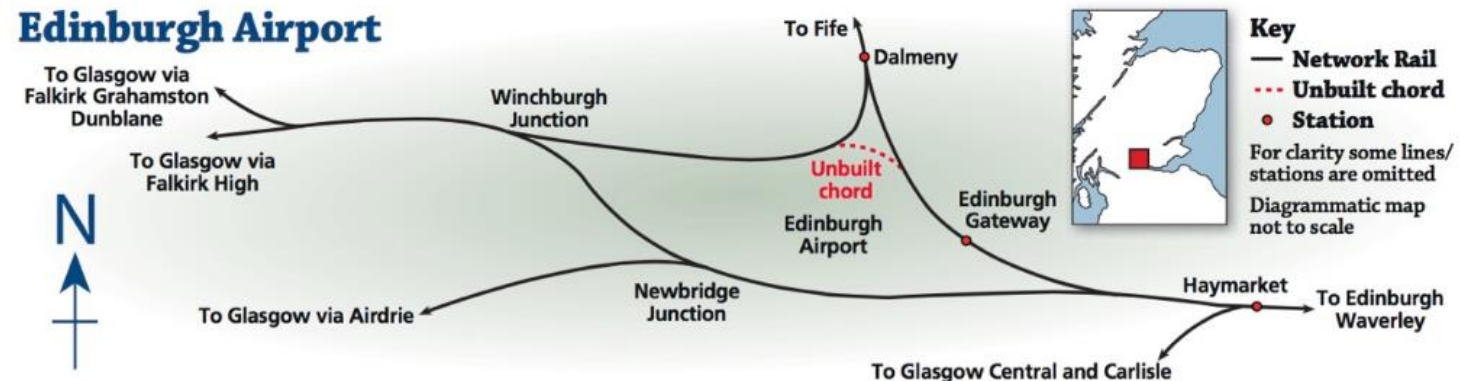 Edinburgh Airport
To Glasgow via
Falkirk Grahamston
Dunblane
To Glasgow via
Falkirk High
Winchburgh
Junction
To Fife
Dalmeny
Unbuilt
chord
Edinburgh
Airport
Edinburgh
Gateway
N
To Glasgow via Airdrie
Newbridge
Junction
Haymarket
To Edinburgh
Waverley
To Glasgow Central and Carlisle
Key
Network Rail
Unbuilt chord
Station
For clarity some lines/
stations are omitted
Diagrammatic map
not to scale